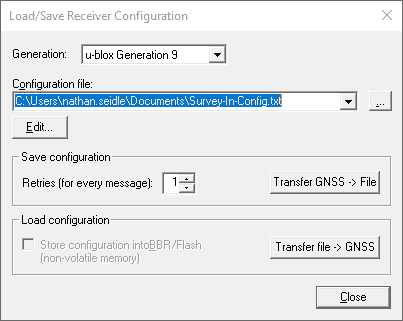 Load/Save Receiver Configuration
Generation: u-blox Generation 9
Configuration file:
C:\Users\nathan.seidle\Documents\Survey-In-Config.txt
...
Edit...
Save configuration
Retries (for every message): 1 Transfer GNSS -> File
Load configuration
Store configuration intoBBR/Flash
(non-volatile memory)
Transfer file -> GNSS
Close